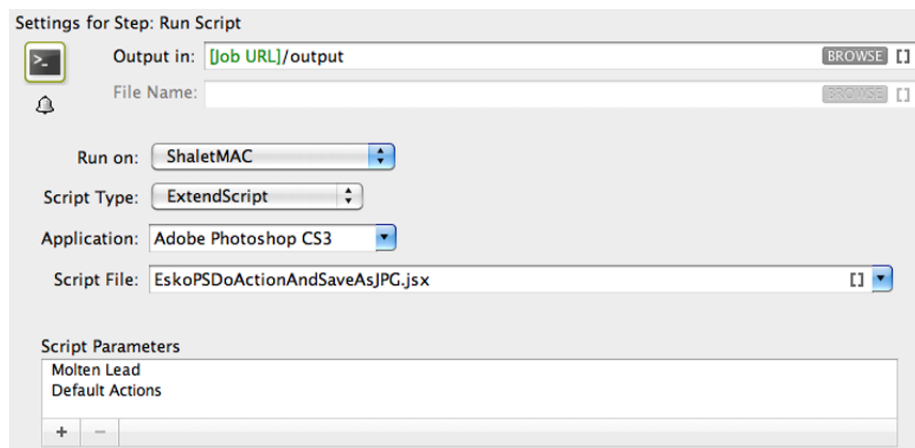 Settings for Step: Run Script
Output in: [Job URL]/output BROWSE []
File Name: BROWSE []
Run on: ShaletMAC
Script Type: ExtendScript
Application: Adobe Photoshop CS3
Script File: EskoPSDoActionAndSaveAsJPG.jsx []
Script Parameters
Molten Lead
Default Actions
+ −